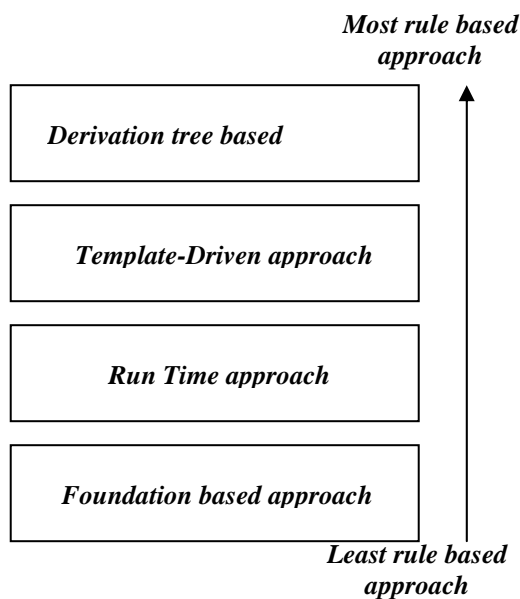 Most rule based
approach
Derivation tree based
Template-Driven approach
Run Time approach
Foundation based approach
Least rule based
approach